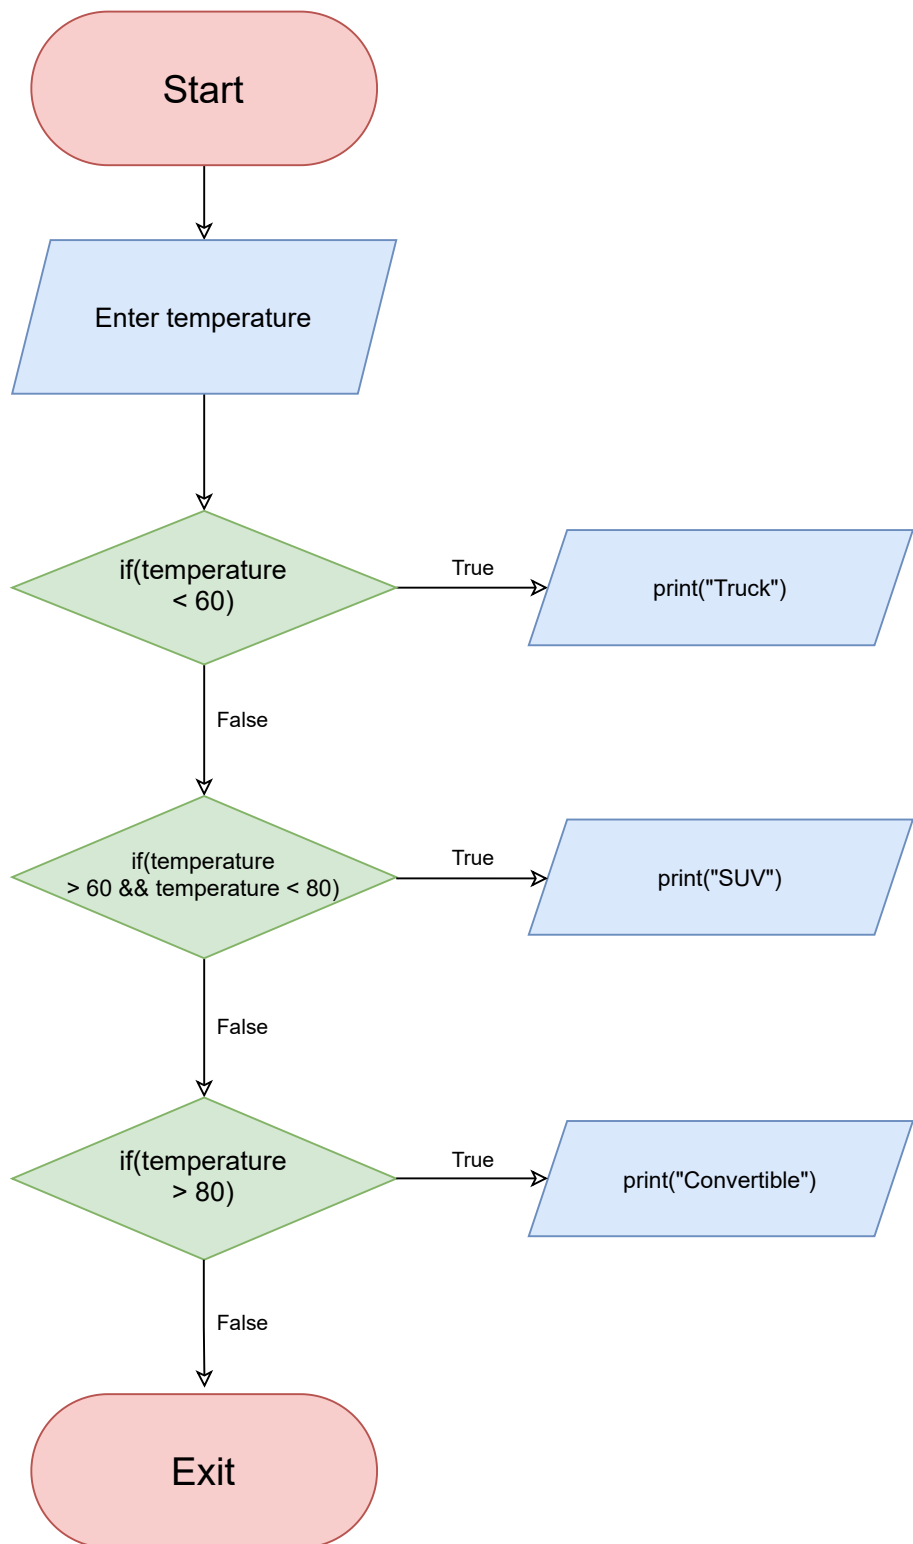 Start
Enter temperature
if(temperature
< 60)
True
print("Truck")
False
if(temperature
> 60 && temperature < 80)
True
print("SUV")
False
if(temperature
> 80)
True
print("Convertible")
False
Exit